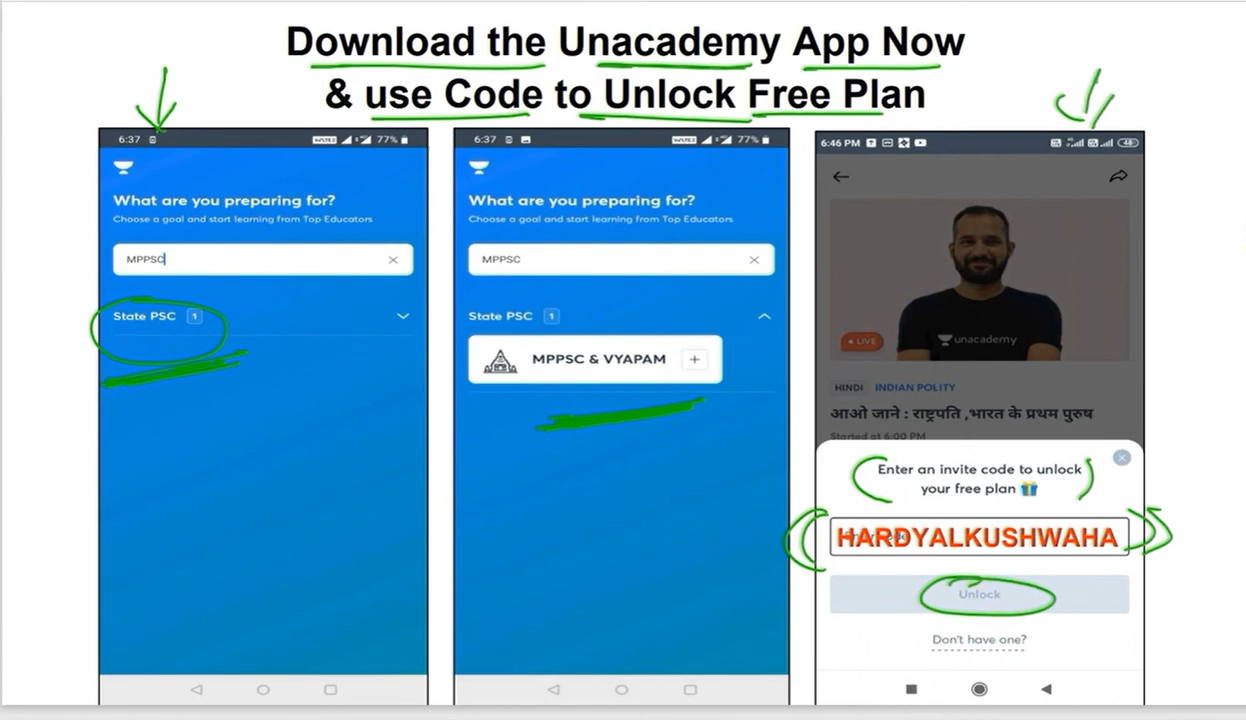 Download the Unacademy App Now
& use Code to Unlock Free Plan
6:37
VoLTE2 77%
What are you preparing for?
Choose a goal and start learning from Top Educators
MPPSC
State PSC 1
6:37
VoLTE2 77%
What are you preparing for?
Choose a goal and start learning from Top Educators
MPPSC
State PSC 1
MPPSC & VYAPAM +
6:46 PM
48
unacademy
LIVE
HINDI INDIAN POLITY
आओ जाने : राष्ट्रपति ,भारत के प्रथम पुरुष
Started at 6:00 PM
Enter an invite code to unlock
your free plan
HARDYALKUSHWAHA
Unlock
Don't have one?